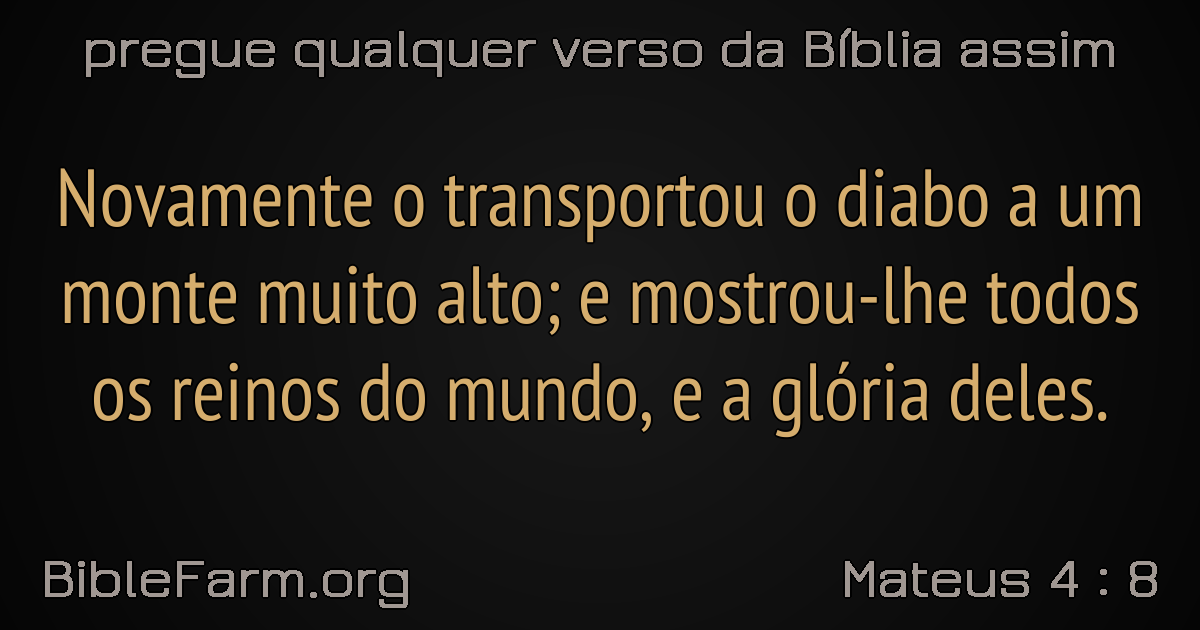 pregue qualquer verso da Bíblia assim
Novamente o transportou o diabo a um
monte muito alto; e mostrou-lhe todos
os reinos do mundo, e a glória deles.
BibleFarm.org
Mateus 4 : 8